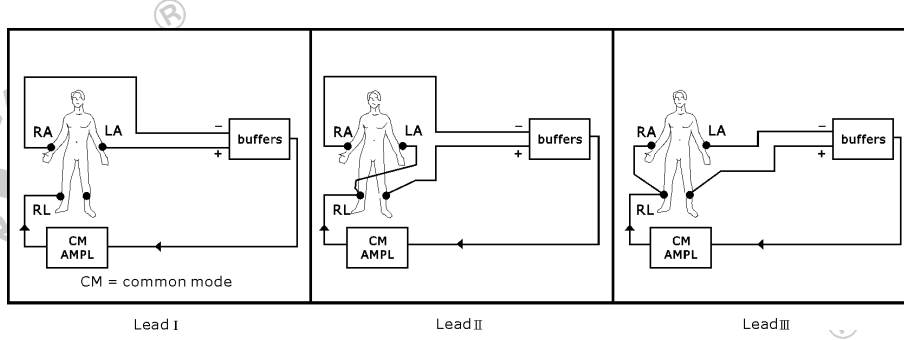 ®
RA LA
− buffers
+
RL
CM
AMPL
CM = common mode
RA LA
− buffers
+
RL
CM
AMPL
RA LA
− buffers
+
RL
CM
AMPL
Lead I
Lead II
Lead III